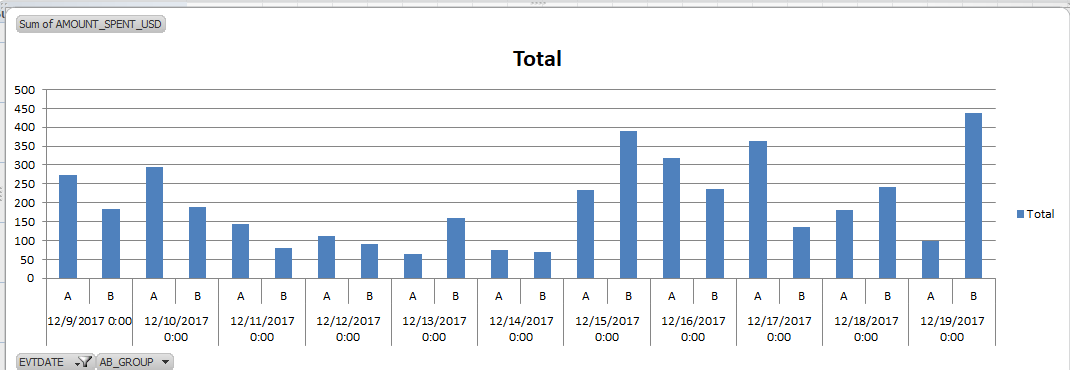 Sum of AMOUNT_SPENT_USD
Total
500
450
400
350
300
250
200
150
100
50
0
Total
A B A B A B A B A B A B A B A B A B A B A B
12/9/2017 0:00 12/10/2017 12/11/2017 12/12/2017 12/13/2017 12/14/2017 12/15/2017 12/16/2017 12/17/2017 12/18/2017 12/19/2017
0:00 0:00 0:00 0:00 0:00 0:00 0:00 0:00 0:00 0:00
EVTDATE AB_GROUP